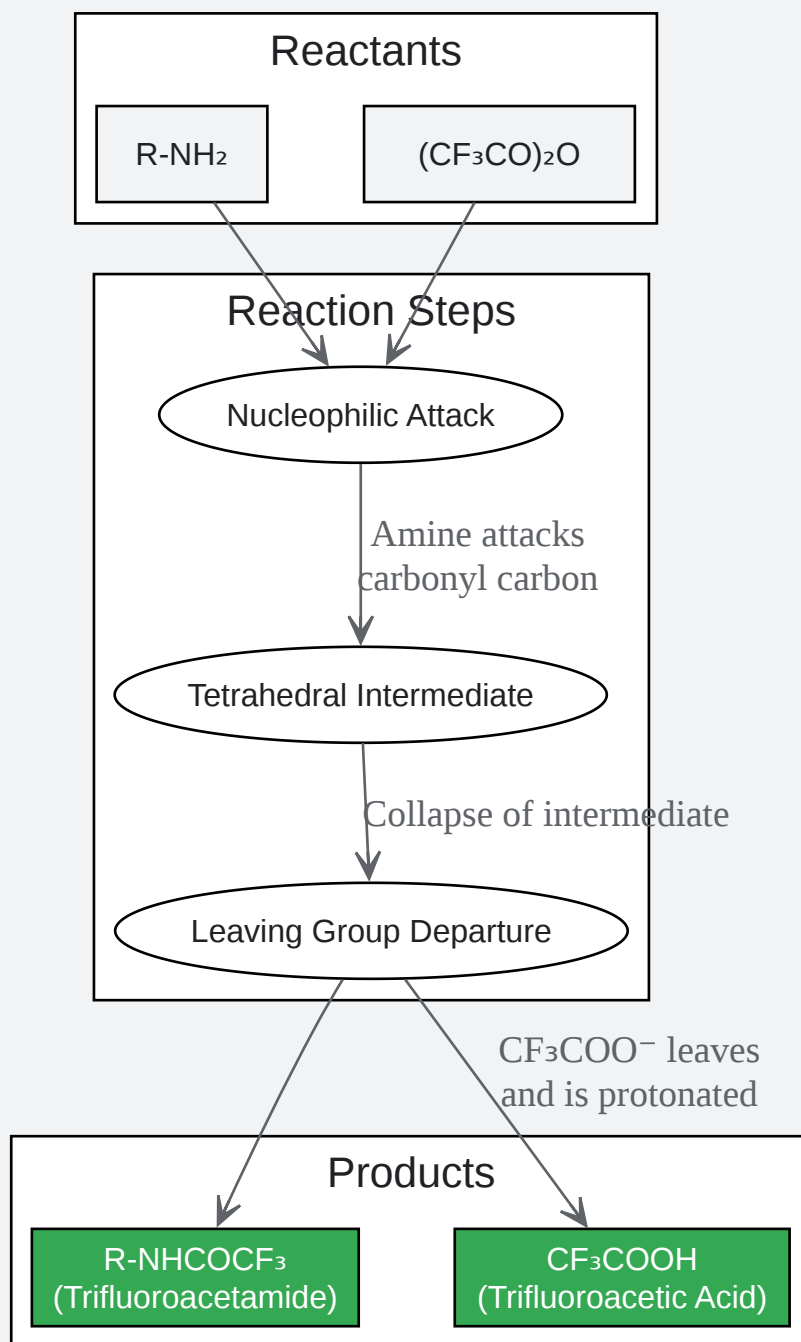 Reactants
R-NH₂
(CF₃CO)₂O
Reaction Steps
Nucleophilic Attack
Amine attacks
carbonyl carbon
Tetrahedral Intermediate
Collapse of intermediate
Leaving Group Departure
CF₃COO⁻ leaves
and is protonated
Products
R-NHCOCF₃
(Trifluoroacetamide)
CF₃COOH
(Trifluoroacetic Acid)